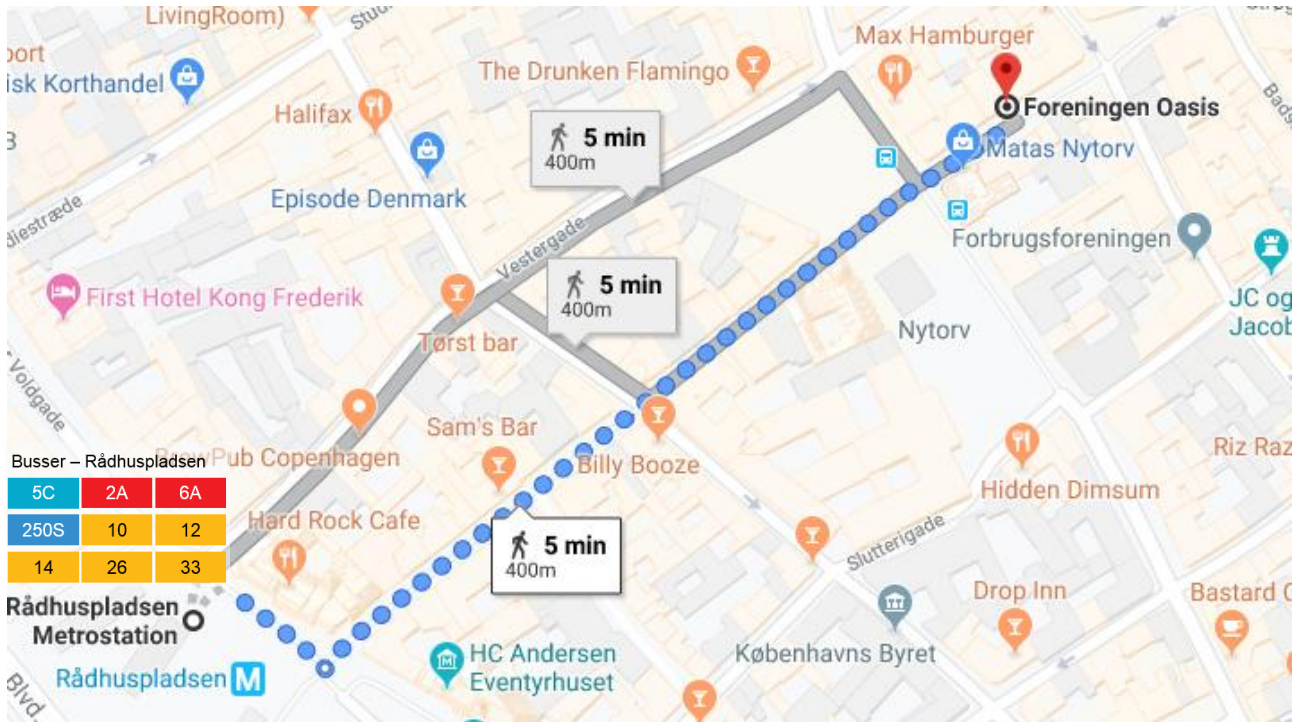 LivingRoom)
Max Hamburger
The Drunken Flamingo
isk Korthandel
Halifax
5 min
400m
Foreningen Oasis
Matas Nytorv
Episode Denmark
diestræde
Vestergade
Forbrugsforeningen
First Hotel Kong Frederik
5 min
400m
JC og
Jacob
Nytorv
Tørst bar
Voldgade
Sam's Bar
Billy Booze
Riz Raz
Busser – Rådhuspladsen
Pub Copenhagen
5C 2A 6A
250S 10 12
14 26 33
Hidden Dimsum
Hard Rock Cafe
5 min
400m
Slutterigade
Rådhuspladsen
Metrostation
Drop Inn
Bastard
HC Andersen
Eventyrhuset
Københavns Byret
Rådhuspladsen M
Blvd.